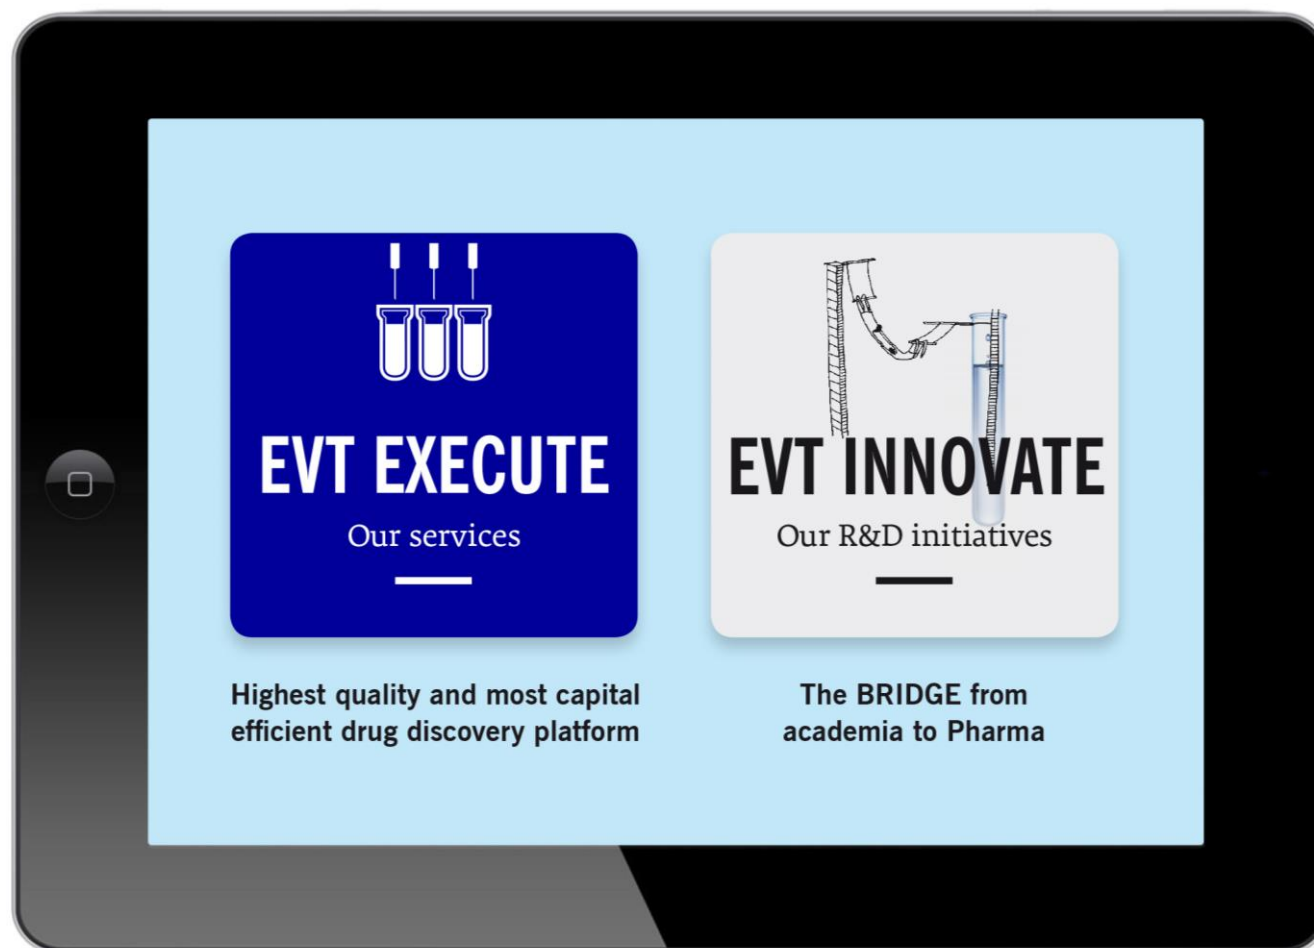 EVT EXECUTE
Our services
Highest quality and most capital
efficient drug discovery platform
EVT INNOVATE
Our R&D initiatives
The BRIDGE from
academia to Pharma